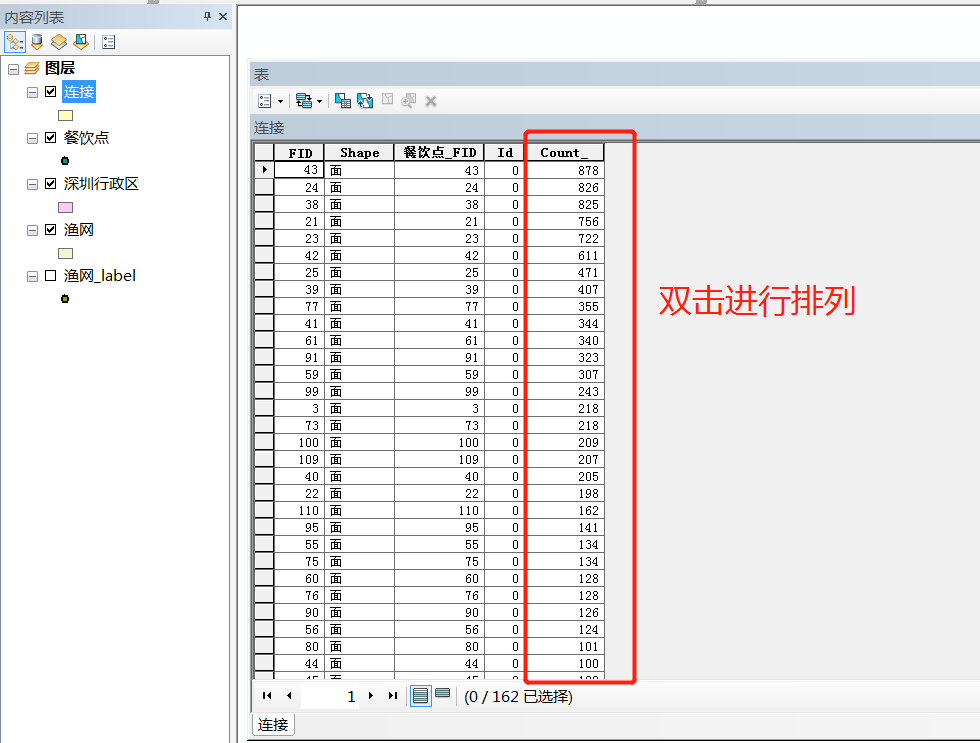 内容列表
图层
连接
餐饮点
深圳行政区
渔网
渔网_label
表
连接
FID Shape 餐饮点_FID Id Count_
43 面 43 0 878
24 面 24 0 826
38 面 38 0 825
21 面 21 0 756
23 面 23 0 722
42 面 42 0 611
25 面 25 0 471
39 面 39 0 407
77 面 77 0 355
41 面 41 0 344
61 面 61 0 340
91 面 91 0 323
59 面 59 0 307
99 面 99 0 243
3 面 3 0 218
73 面 73 0 218
100 面 100 0 209
109 面 109 0 207
40 面 40 0 205
22 面 22 0 198
110 面 110 0 162
95 面 95 0 141
55 面 55 0 134
75 面 75 0 134
60 面 60 0 128
76 面 76 0 128
90 面 90 0 126
56 面 56 0 124
80 面 80 0 101
44 面 44 0 100
双击进行排列
1 (0 / 162 已选择)
连接